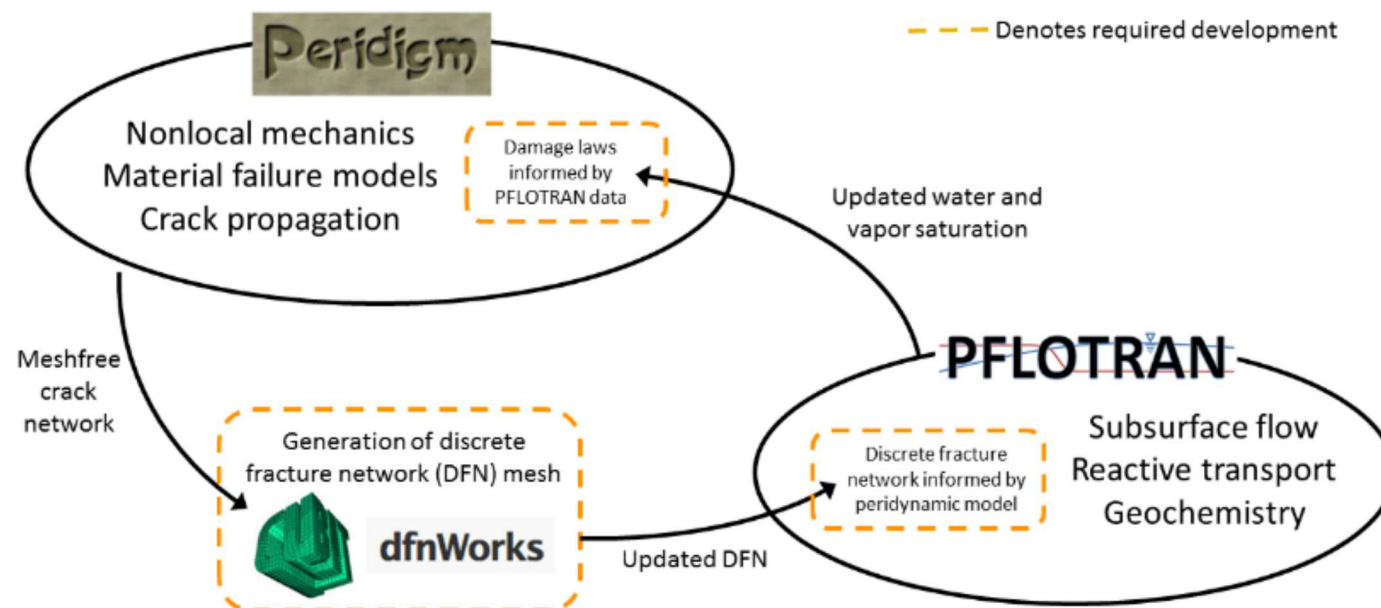 Peridigm
Denotes required development
Nonlocal mechanics
Material failure models
Crack propagation
Damage laws
informed by
PFLOTRAN data
Updated water and
vapor saturation
Meshfree
crack
network
Generation of discrete
fracture network (DFN) mesh
dfnWorks
Updated DFN
PFLOTRAN
Discrete fracture
network informed by
peridynamic model
Subsurface flow
Reactive transport
Geochemistry